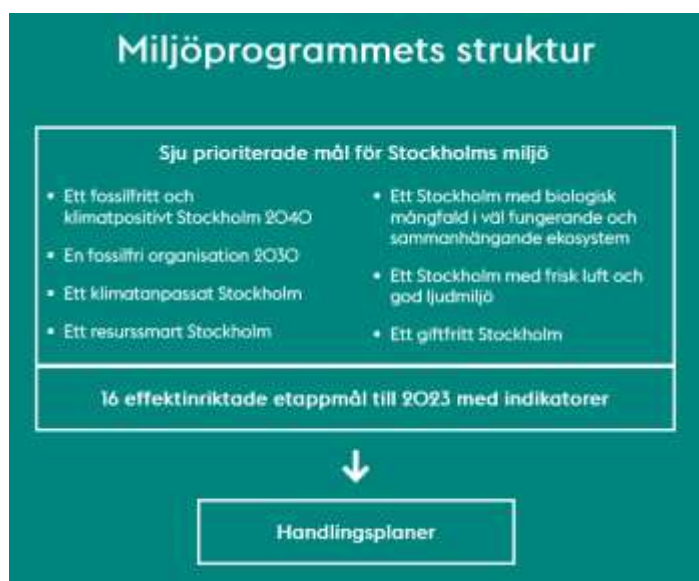 Miljöprogrammets struktur
Sju prioriterade mål för Stockholms miljö
• Ett fossilfritt och
klimatpositivt Stockholm 2040
• En fossilfri organisation 2030
• Ett klimatanpassat Stockholm
• Ett resurssmart Stockholm
• Ett Stockholm med biologisk
mångfald i väl fungerande och
sammanhängande ekosystem
• Ett Stockholm med frisk luft och
god ljudmiljö
• Ett giftfritt Stockholm
16 effektinriktade etappmål till 2023 med indikatorer
Handlingsplaner